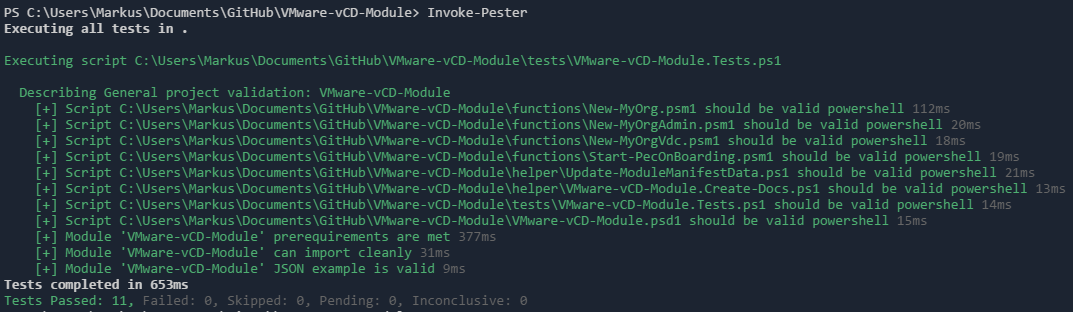 PS C:\Users\Markus\Documents\GitHub\VMware-vCD-Module> Invoke-Pester
Executing all tests in .
Executing script C:\Users\Markus\Documents\GitHub\VMware-vCD-Module\tests\VMware-vCD-Module.Tests.ps1
Describing General project validation: VMware-vCD-Module
[+] Script C:\Users\Markus\Documents\GitHub\VMware-vCD-Module\functions\New-MyOrg.psm1 should be valid powershell 112ms
[+] Script C:\Users\Markus\Documents\GitHub\VMware-vCD-Module\functions\New-MyOrgAdmin.psm1 should be valid powershell 20ms
[+] Script C:\Users\Markus\Documents\GitHub\VMware-vCD-Module\functions\New-MyOrgVdc.psm1 should be valid powershell 18ms
[+] Script C:\Users\Markus\Documents\GitHub\VMware-vCD-Module\functions\Start-PecOnBoarding.psm1 should be valid powershell 19ms
[+] Script C:\Users\Markus\Documents\GitHub\VMware-vCD-Module\helper\Update-ModuleManifestData.ps1 should be valid powershell 21ms
[+] Script C:\Users\Markus\Documents\GitHub\VMware-vCD-Module\helper\VMware-vCD-Module.Create-Docs.ps1 should be valid powershell 13ms
[+] Script C:\Users\Markus\Documents\GitHub\VMware-vCD-Module\tests\VMware-vCD-Module.Tests.ps1 should be valid powershell 14ms
[+] Script C:\Users\Markus\Documents\GitHub\VMware-vCD-Module\VMware-vCD-Module.psd1 should be valid powershell 15ms
[+] Module 'VMware-vCD-Module' prerequirements are met 377ms
[+] Module 'VMware-vCD-Module' can import cleanly 31ms
[+] Module 'VMware-vCD-Module' JSON example is valid 9ms
Tests completed in 653ms
Tests Passed: 11, Failed: 0, Skipped: 0, Pending: 0, Inconclusive: 0